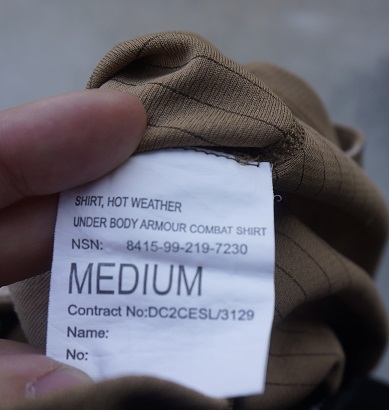 SHIRT, HOT WEATHER
UNDER BODY ARMOUR COMBAT SHIRT
NSN: 8415-99-219-7230
MEDIUM
Contract No:DC2CESL/3129
Name:
No: